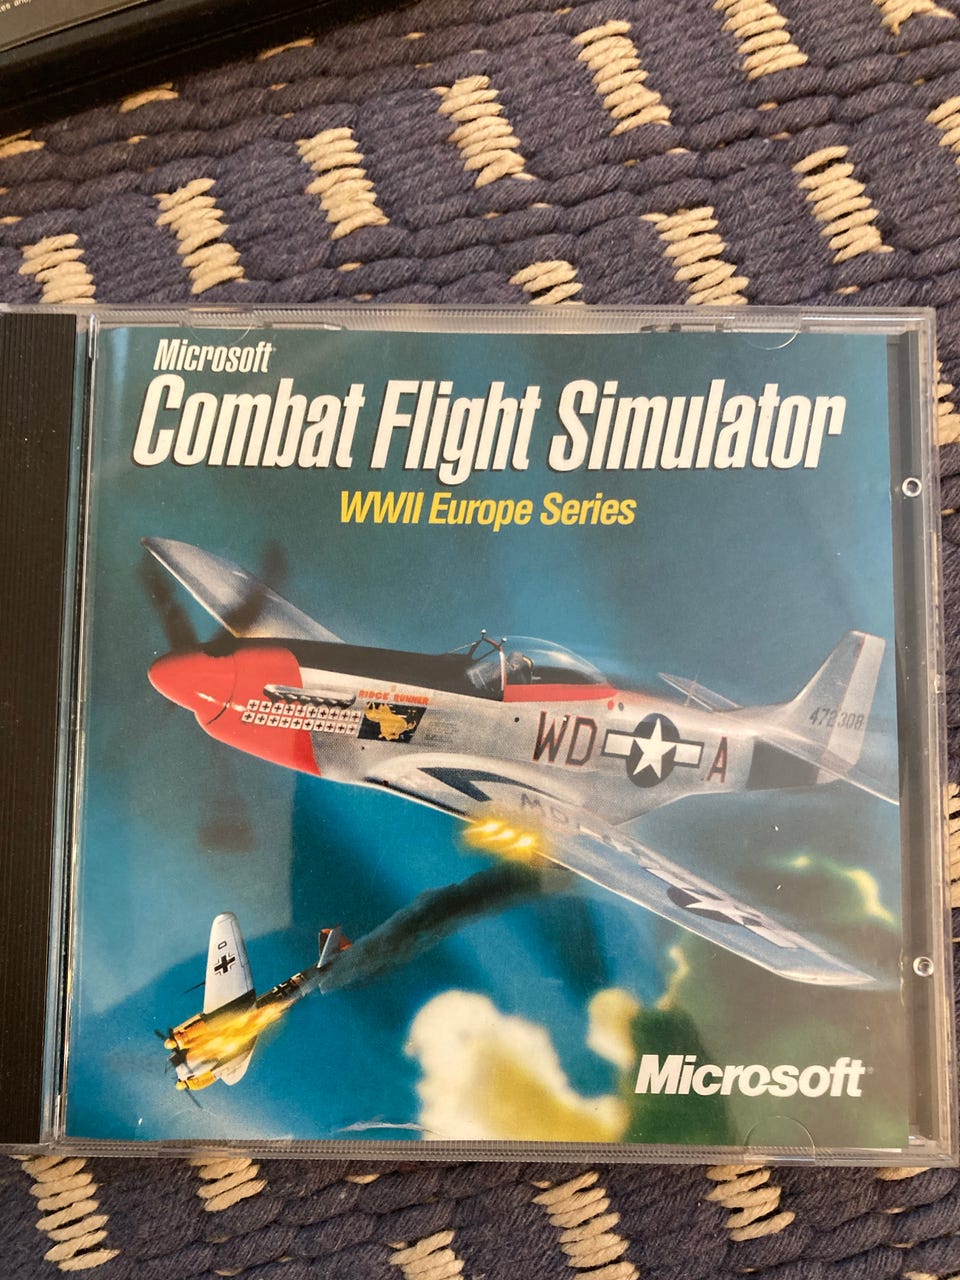 Microsoft
Combat Flight Simulator
WWII Europe Series
RIDGE RUNNER
WD A
472308
Microsoft